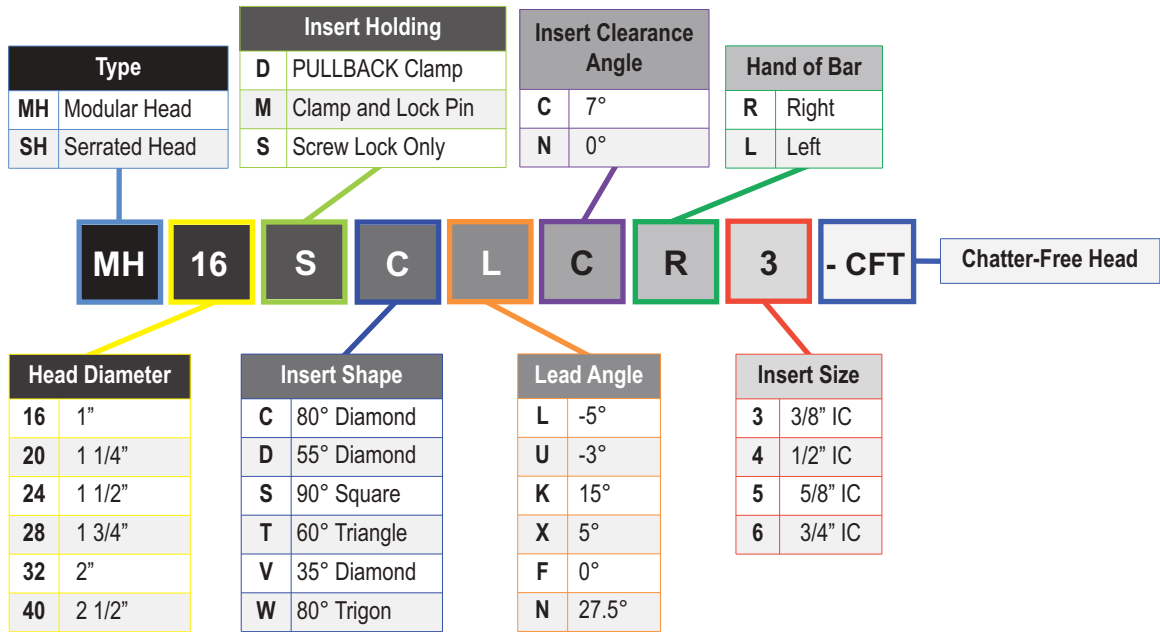 Type
MH Modular Head
SH Serrated Head
Insert Holding
D PULLBACK Clamp
M Clamp and Lock Pin
S Screw Lock Only
Insert Clearance
Angle
C 7°
N 0°
Hand of Bar
R Right
L Left
MH 16 S C L C R 3 - CFT Chatter-Free Head
Head Diameter
16 1”
20 1 1/4”
24 1 1/2”
28 1 3/4”
32 2”
40 2 1/2”
Insert Shape
C 80° Diamond
D 55° Diamond
S 90° Square
T 60° Triangle
V 35° Diamond
W 80° Trigon
Lead Angle
L -5°
U -3°
K 15°
X 5°
F 0°
N 27.5°
Insert Size
3 3/8” IC
4 1/2” IC
5 5/8” IC
6 3/4” IC